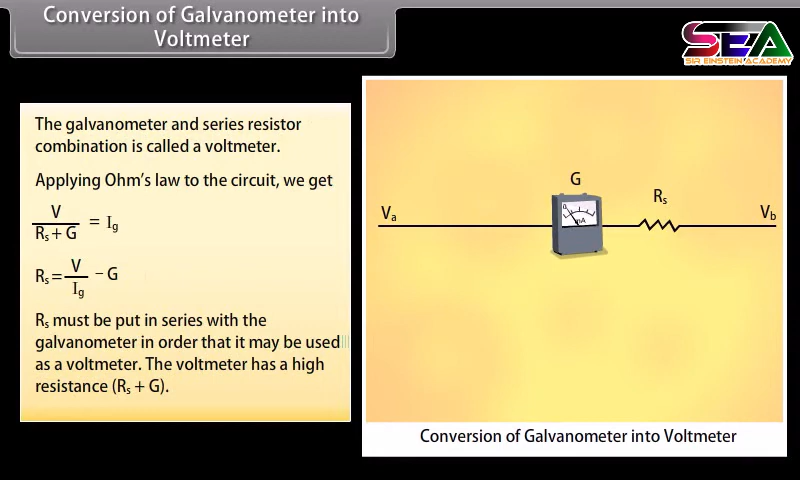 Conversion of Galvanometer into
Voltmeter
SEA
SIR EINSTEIN ACADEMY
The galvanometer and series resistor
combination is called a voltmeter.
Applying Ohm's law to the circuit, we get
V
Rs + G = Ig
Rs = V
Ig − G
Rs must be put in series with the
galvanometer in order that it may be used
as a voltmeter. The voltmeter has a high
resistance (Rs + G).
G
Rs
Va
Vb
0
mA
Conversion of Galvanometer into Voltmeter